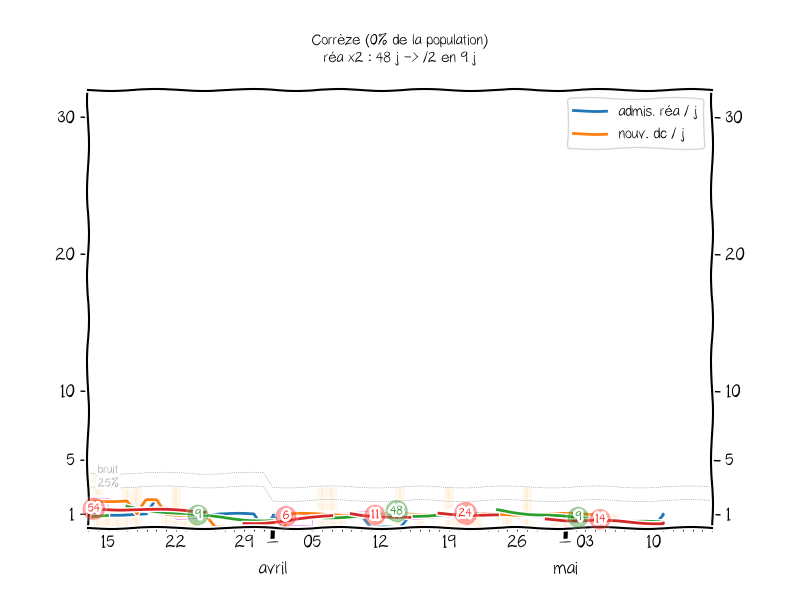 Corrèze (0% de la population)
réa x2 : 48 j -> /2 en 9 j
admis. réa / j
nouv. dc / j
30 30
20 20
10 10
5 5
1 1
bruit
25%
54 9 6 11 48 24 9 14
15 22 29 05 12 19 26 03 10
avril mai